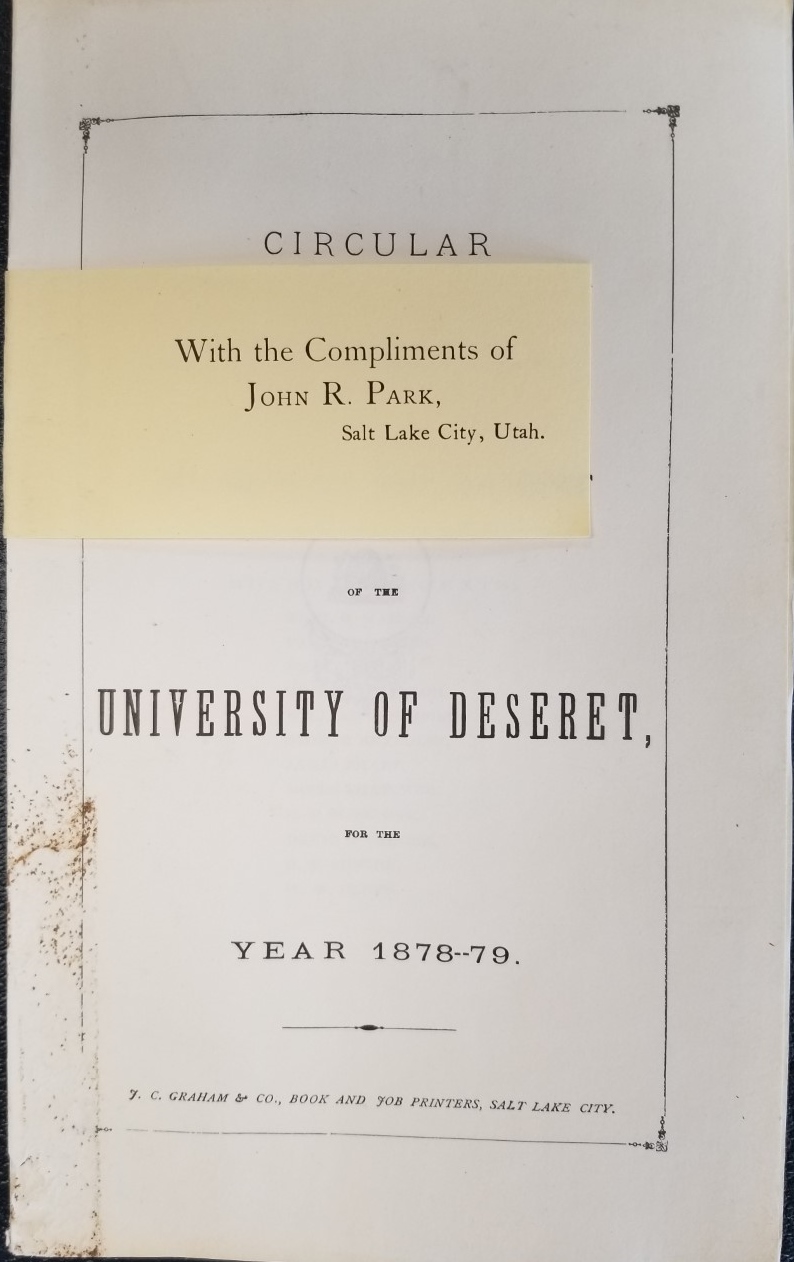 CIRCULAR
With the Compliments of
JOHN R. PARK,
Salt Lake City, Utah.
OF THE
UNIVERSITY OF DESERET,
FOR THE
YEAR 1878--79.
J. C. GRAHAM & CO., BOOK AND JOB PRINTERS, SALT LAKE CITY.